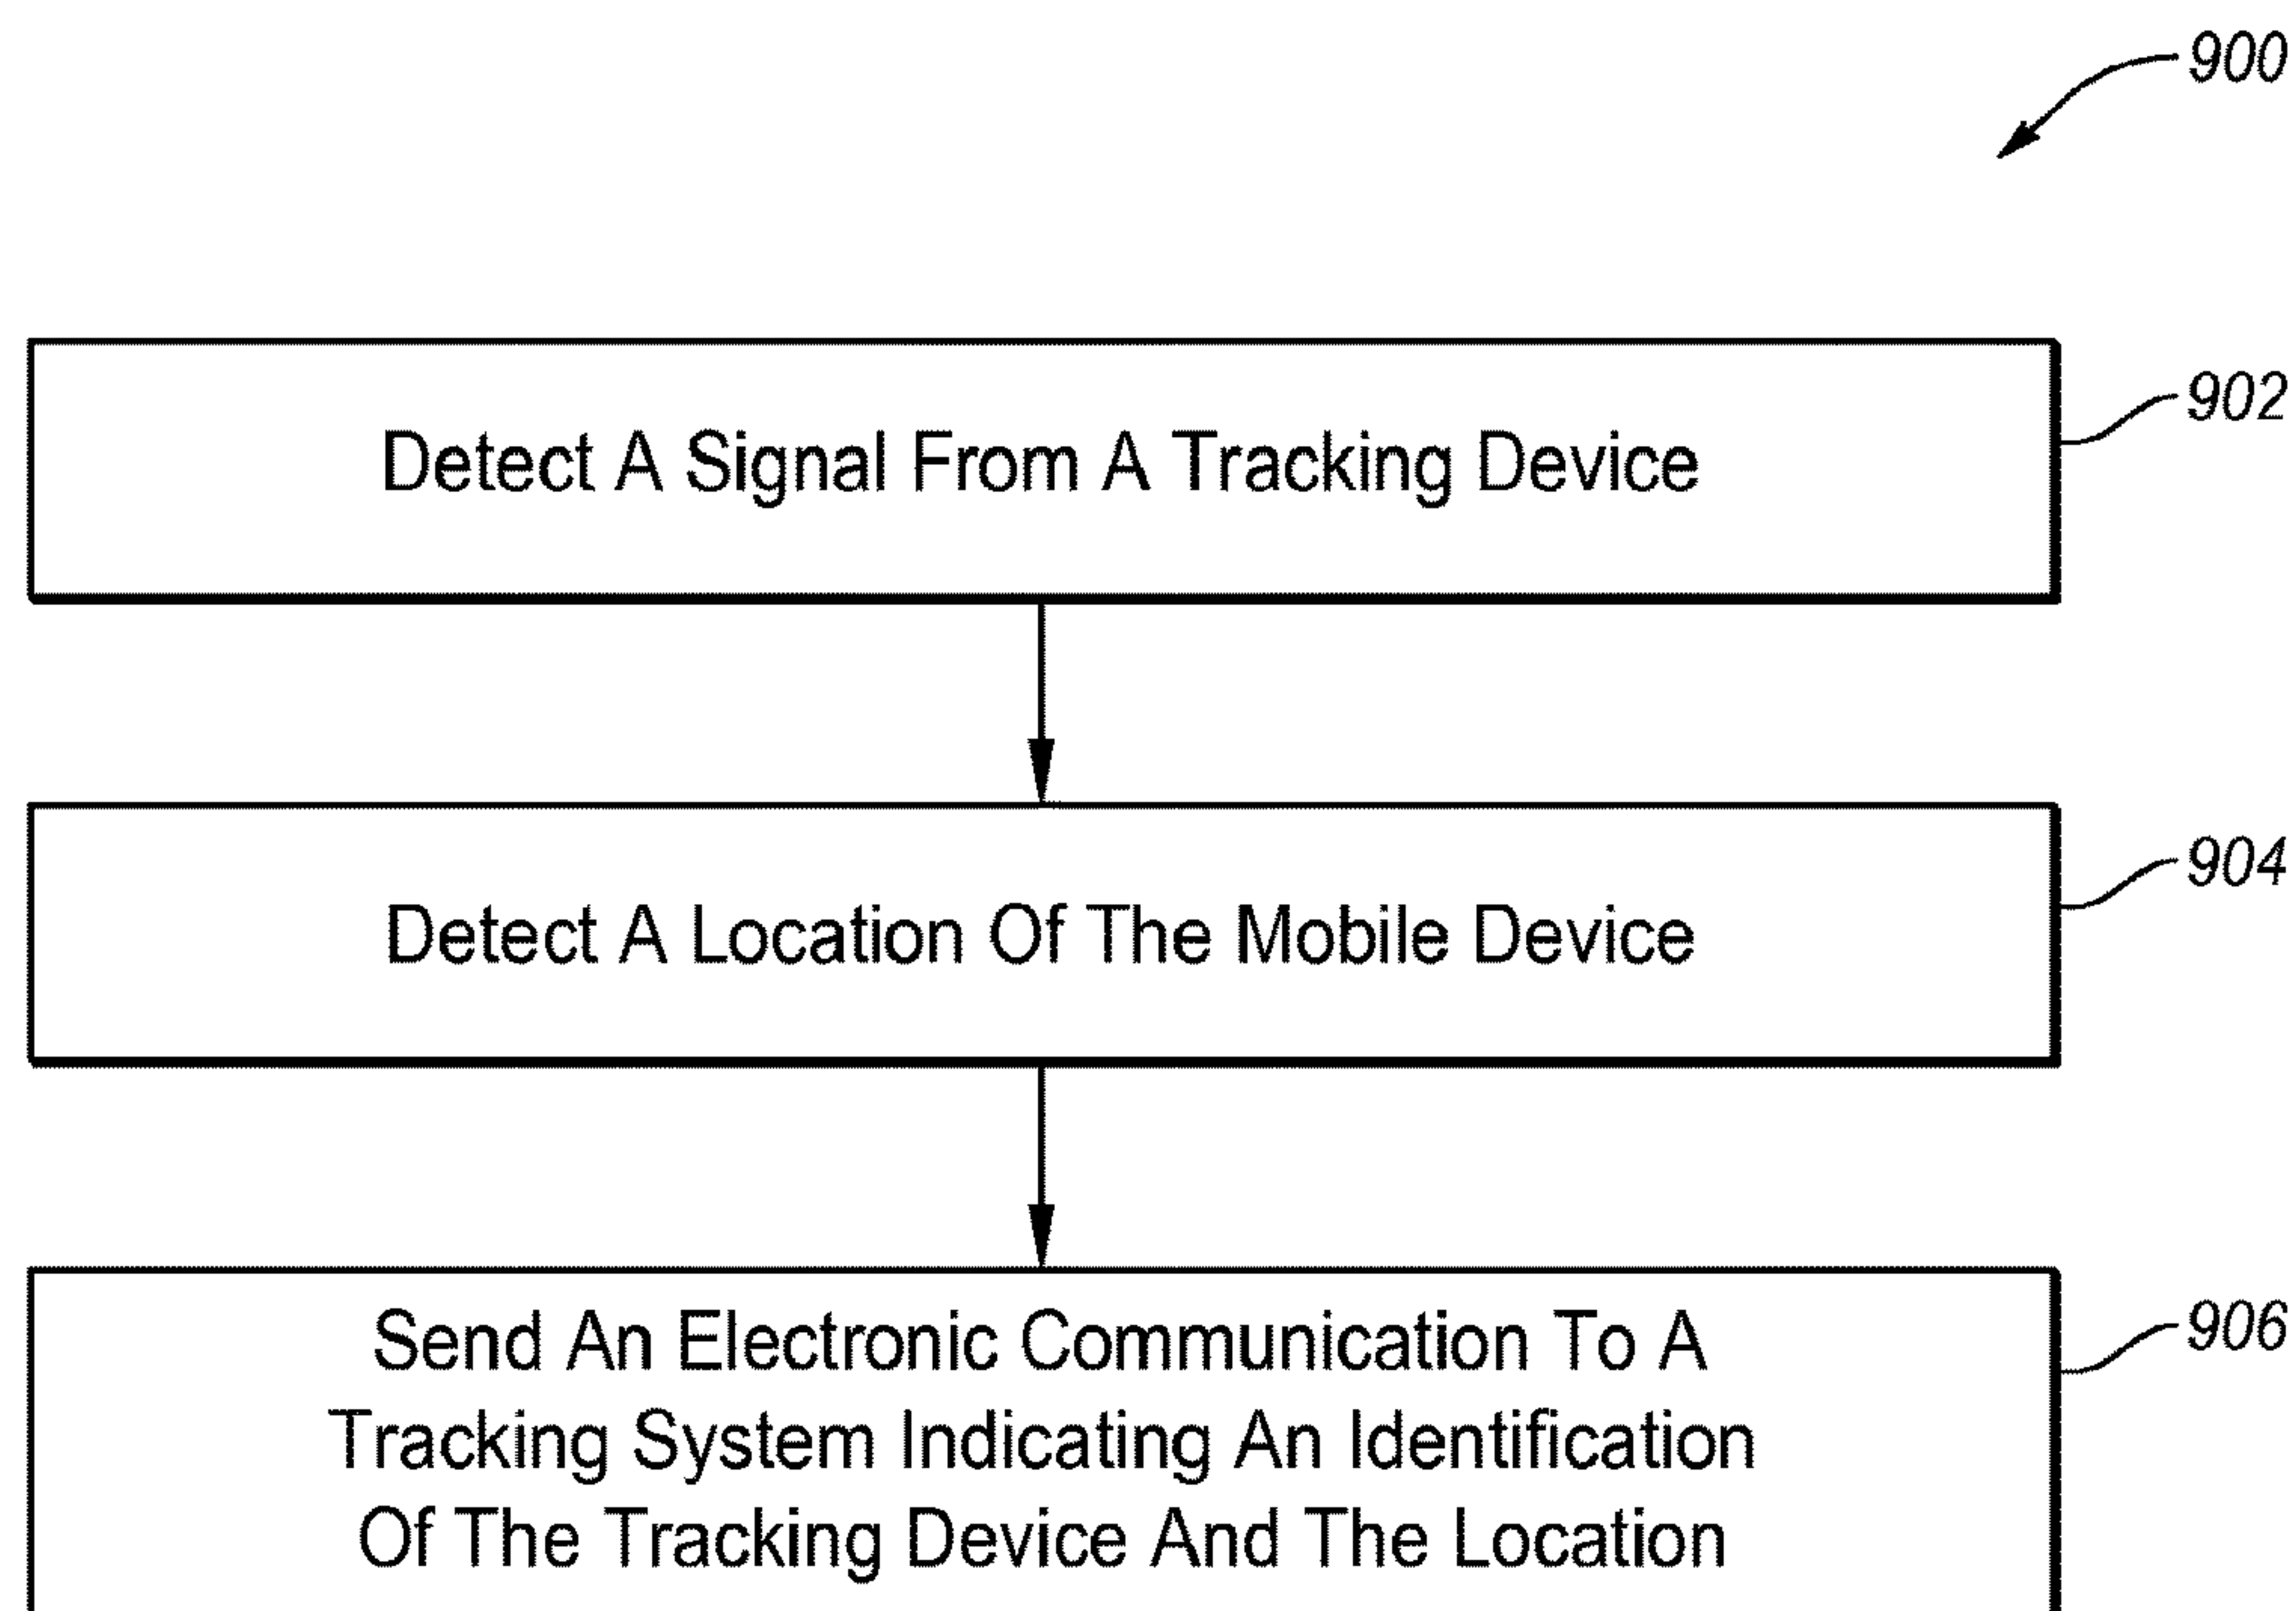 900
Detect A Signal From A Tracking Device
902
Detect A Location Of The Mobile Device
904
Send An Electronic Communication To A
Tracking System Indicating An Identification
Of The Tracking Device And The Location
906